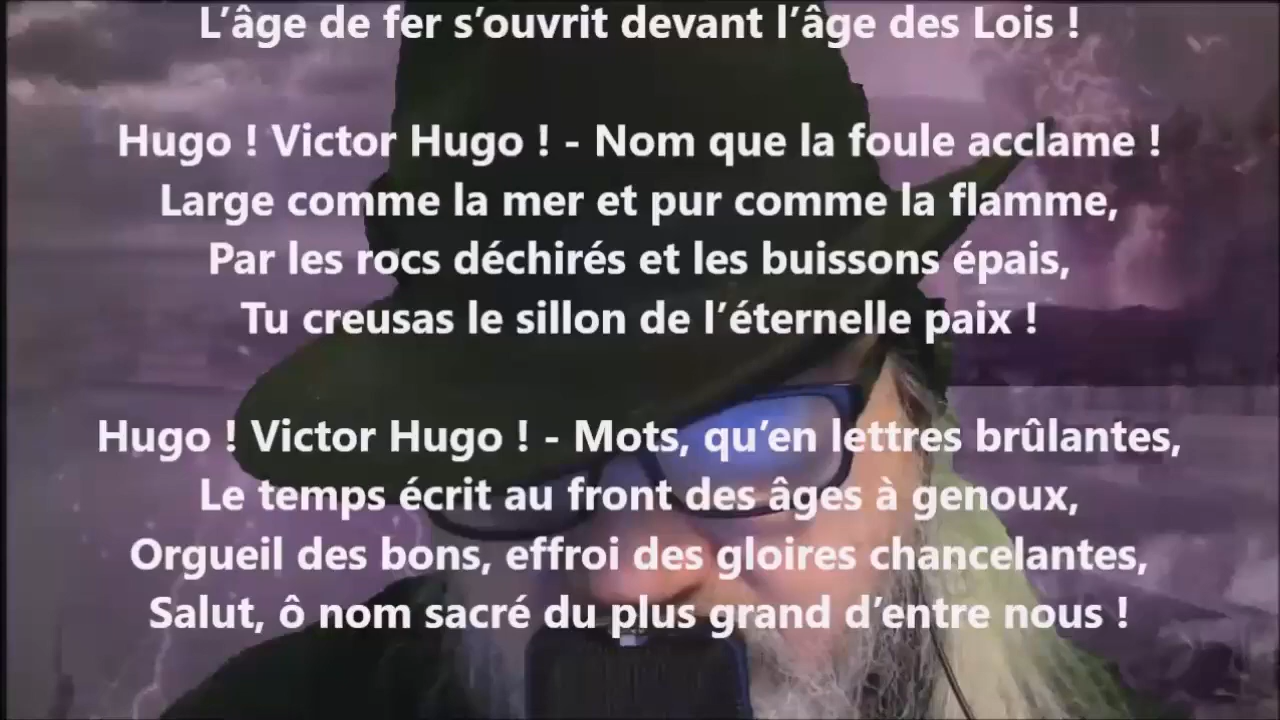 L’âge de fer s’ouvrit devant l’âge des Lois !
Hugo ! Victor Hugo ! - Nom que la foule acclame !
Large comme la mer et pur comme la flamme,
Par les rocs déchirés et les buissons épais,
Tu creusas le sillon de l’éternelle paix !
Hugo ! Victor Hugo ! - Mots, qu’en lettres brûlantes,
Le temps écrit au front des âges à genoux,
Orgueil des bons, effroi des gloires chancelantes,
Salut, ô nom sacré du plus grand d’entre nous !